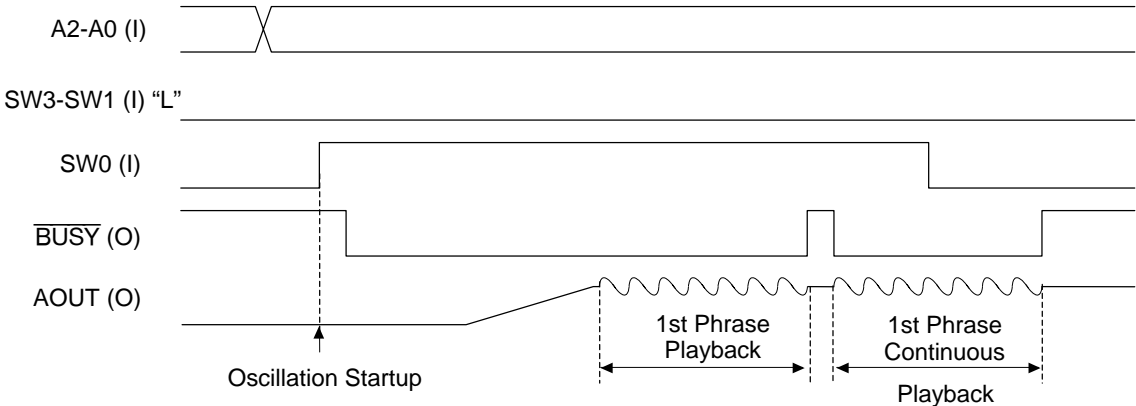 A2-A0 (I)
SW3-SW1 (I) “L”
SW0 (I)
BUSY (O)
AOUT (O)
1st Phrase
Playback
1st Phrase
Continuous
Playback
Oscillation Startup